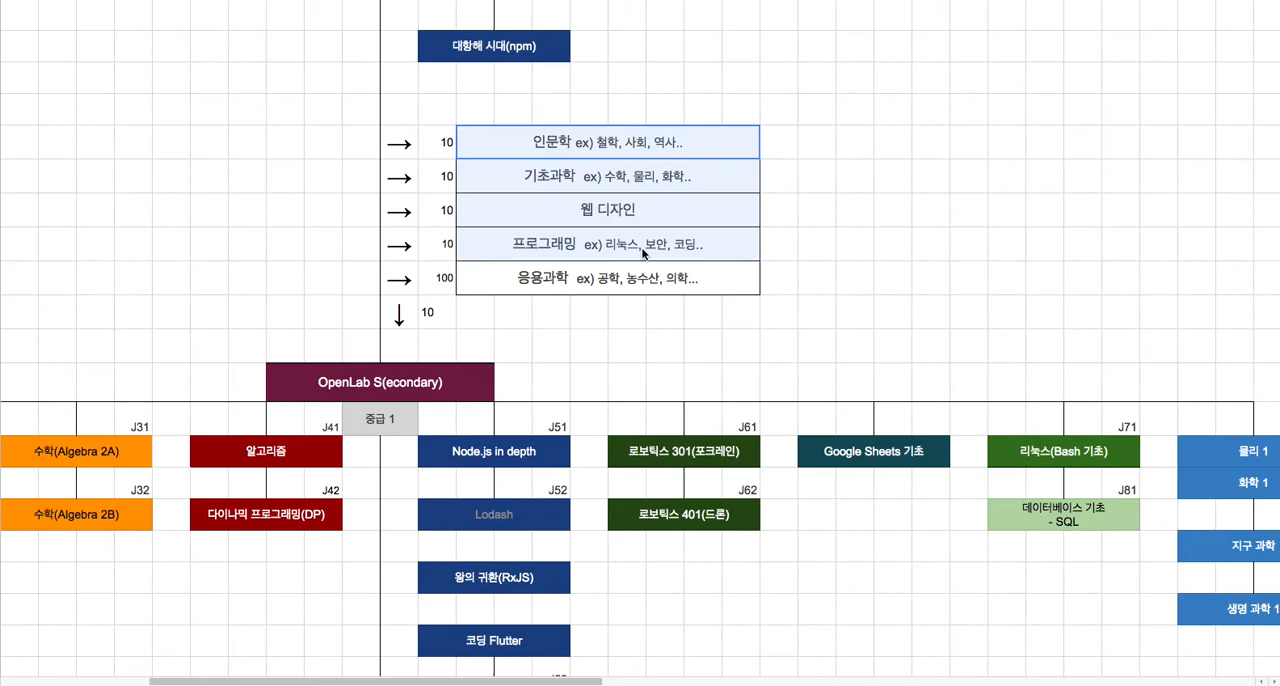 대항해 시대(npm)
→ 10 인문학 ex) 철학, 사회, 역사..
→ 10 기초과학 ex) 수학, 물리, 화학..
→ 10 웹 디자인
→ 10 프로그래밍 ex) 리눅스, 보안, 코딩..
→ 100 응용과학 ex) 공학, 농수산, 의학...
↓ 10
OpenLab S(econdary)
중급 1
J31 J41 J51 J61 J71
수학(Algebra 2A) 알고리즘 Node.js in depth 로보틱스 301(포크레인) Google Sheets 기초 리눅스(Bash 기초) 물리 1
화학 1
J32 J42 J52 J62 J81
수학(Algebra 2B) 다이나믹 프로그래밍(DP) Lodash 로보틱스 401(드론) 데이터베이스 기초
- SQL
지구 과학
왕의 귀환(RxJS)
생명 과학 1
코딩 Flutter